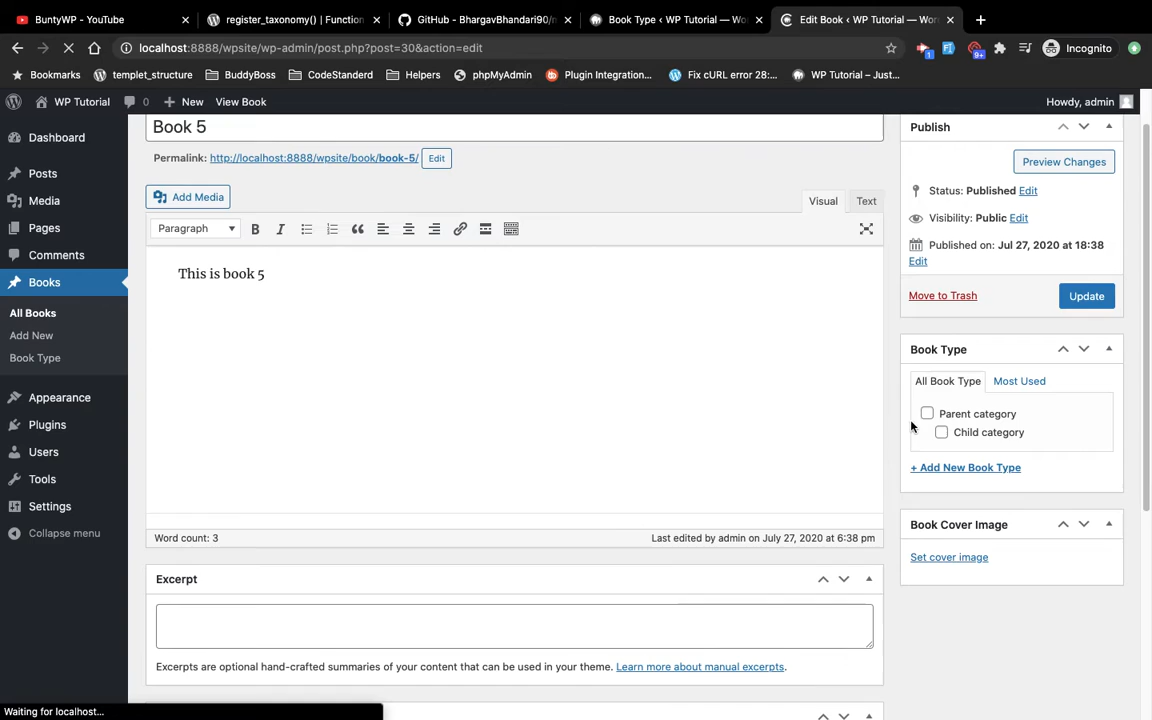 BuntyWP - YouTube
register_taxonomy() | Function
GitHub - BhargavBhandari90/
Book Type ‹ WP Tutorial — Wo
Edit Book ‹ WP Tutorial — Wor
localhost:8888/wpsite/wp-admin/post.php?post=30&action=edit
1
9+
Incognito
Bookmarks
templet_structure
BuddyBoss
CodeStanderd
Helpers
phpMyAdmin
Plugin Integration...
Fix cURL error 28:...
WP Tutorial – Just...
WP Tutorial
0
New
View Book
Howdy, admin
Dashboard
Posts
Media
Pages
Comments
Books
All Books
Add New
Book Type
Appearance
Plugins
Users
Tools
Settings
Collapse menu
Book 5
Permalink: http://localhost:8888/wpsite/book/book-5/ Edit
Add Media
Visual
Text
Paragraph
B I
This is book 5
Word count: 3
Last edited by admin on July 27, 2020 at 6:38 pm
Excerpt
Excerpts are optional hand-crafted summaries of your content that can be used in your theme. Learn more about manual excerpts.
Publish
Preview Changes
Status: Published Edit
Visibility: Public Edit
Published on: Jul 27, 2020 at 18:38
Edit
Move to Trash
Update
Book Type
All Book Type
Most Used
Parent category
Child category
+ Add New Book Type
Book Cover Image
Set cover image
Waiting for localhost...